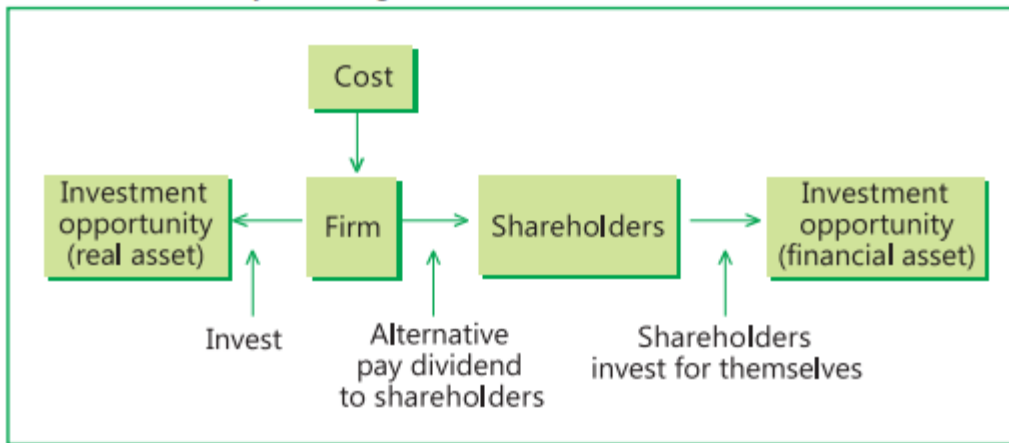 Cost
Investment
opportunity
(real asset)
Firm
Shareholders
Investment
opportunity
(financial asset)
Invest
Alternative
pay dividend
to shareholders
Shareholders
invest for themselves